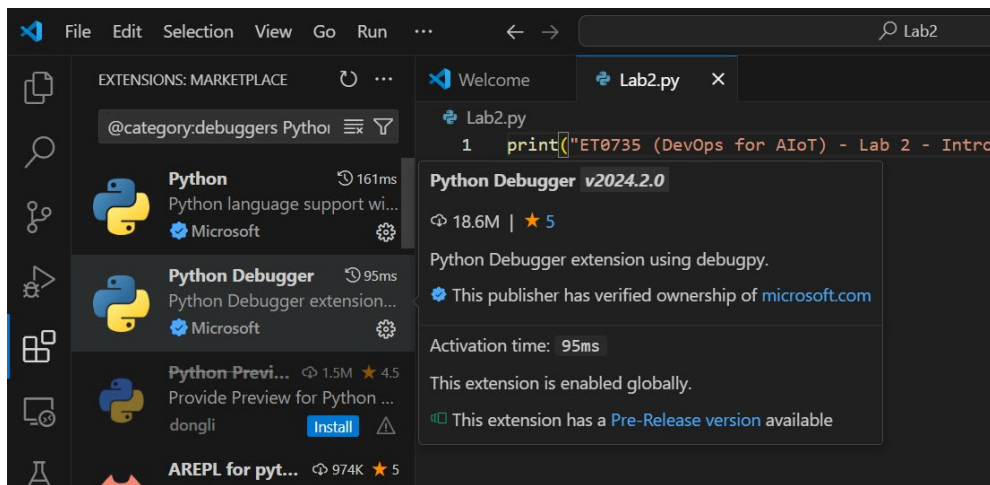 File Edit Selection View Go Run ··· ← → Lab2
EXTENSIONS: MARKETPLACE ···
@category:debuggers Pytho
Python 161ms
Python language support wi...
Microsoft
Python Debugger 95ms
Python Debugger extension...
Microsoft
Python Previ... 1.5M ★ 4.5
Provide Preview for Python ...
dongli Install
AREPL for pyt... 974K ★ 5
Welcome Lab2.py ×
Lab2.py
1 print("ET0735 (DevOps for AIoT) - Lab 2 - Intro
Python Debugger v2024.2.0
18.6M | ★ 5
Python Debugger extension using debugpy.
This publisher has verified ownership of microsoft.com
Activation time: 95ms
This extension is enabled globally.
This extension has a Pre-Release version available